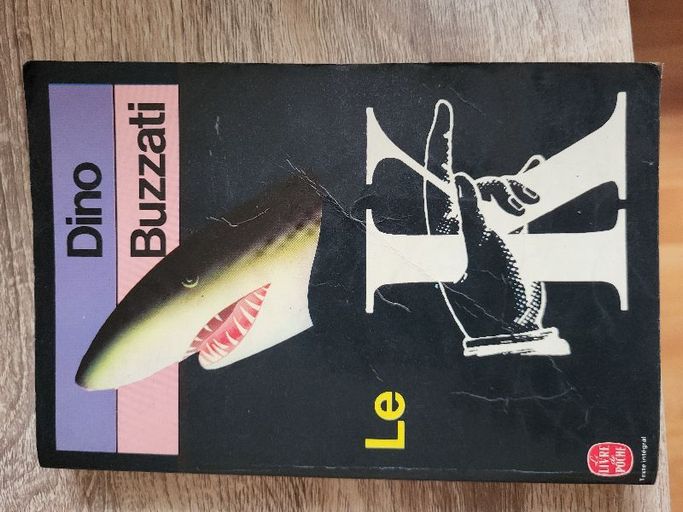 Dino
Buzzati
Le
K
Texte intégral
Le
LIVRE
de
POCHE